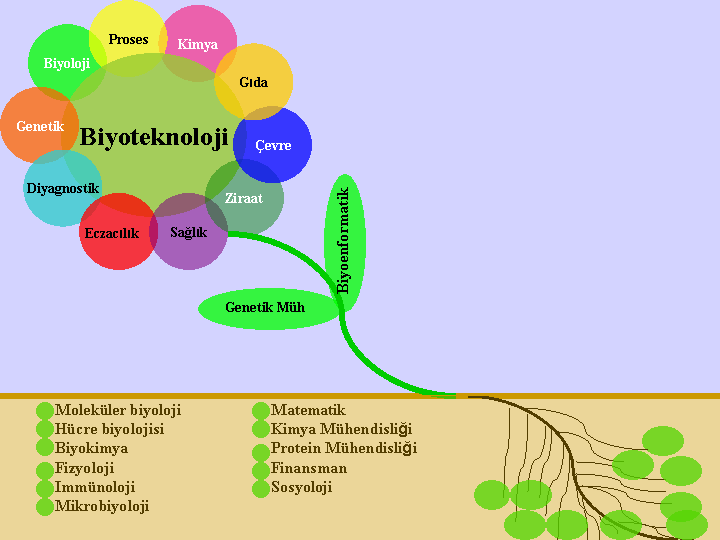 Proses
Kimya
Biyoloji
Gıda
Genetik
Biyoteknoloji
Çevre
Diyagnostik
Ziraat
Eczacılık
Sağlık
Biyoenformatik
Genetik Müh
Moleküler biyoloji
Hücre biyolojisi
Biyokimya
Fizyoloji
Immünoloji
Mikrobiyoloji
Matematik
Kimya Mühendisliği
Protein Mühendisliği
Finansman
Sosyoloji